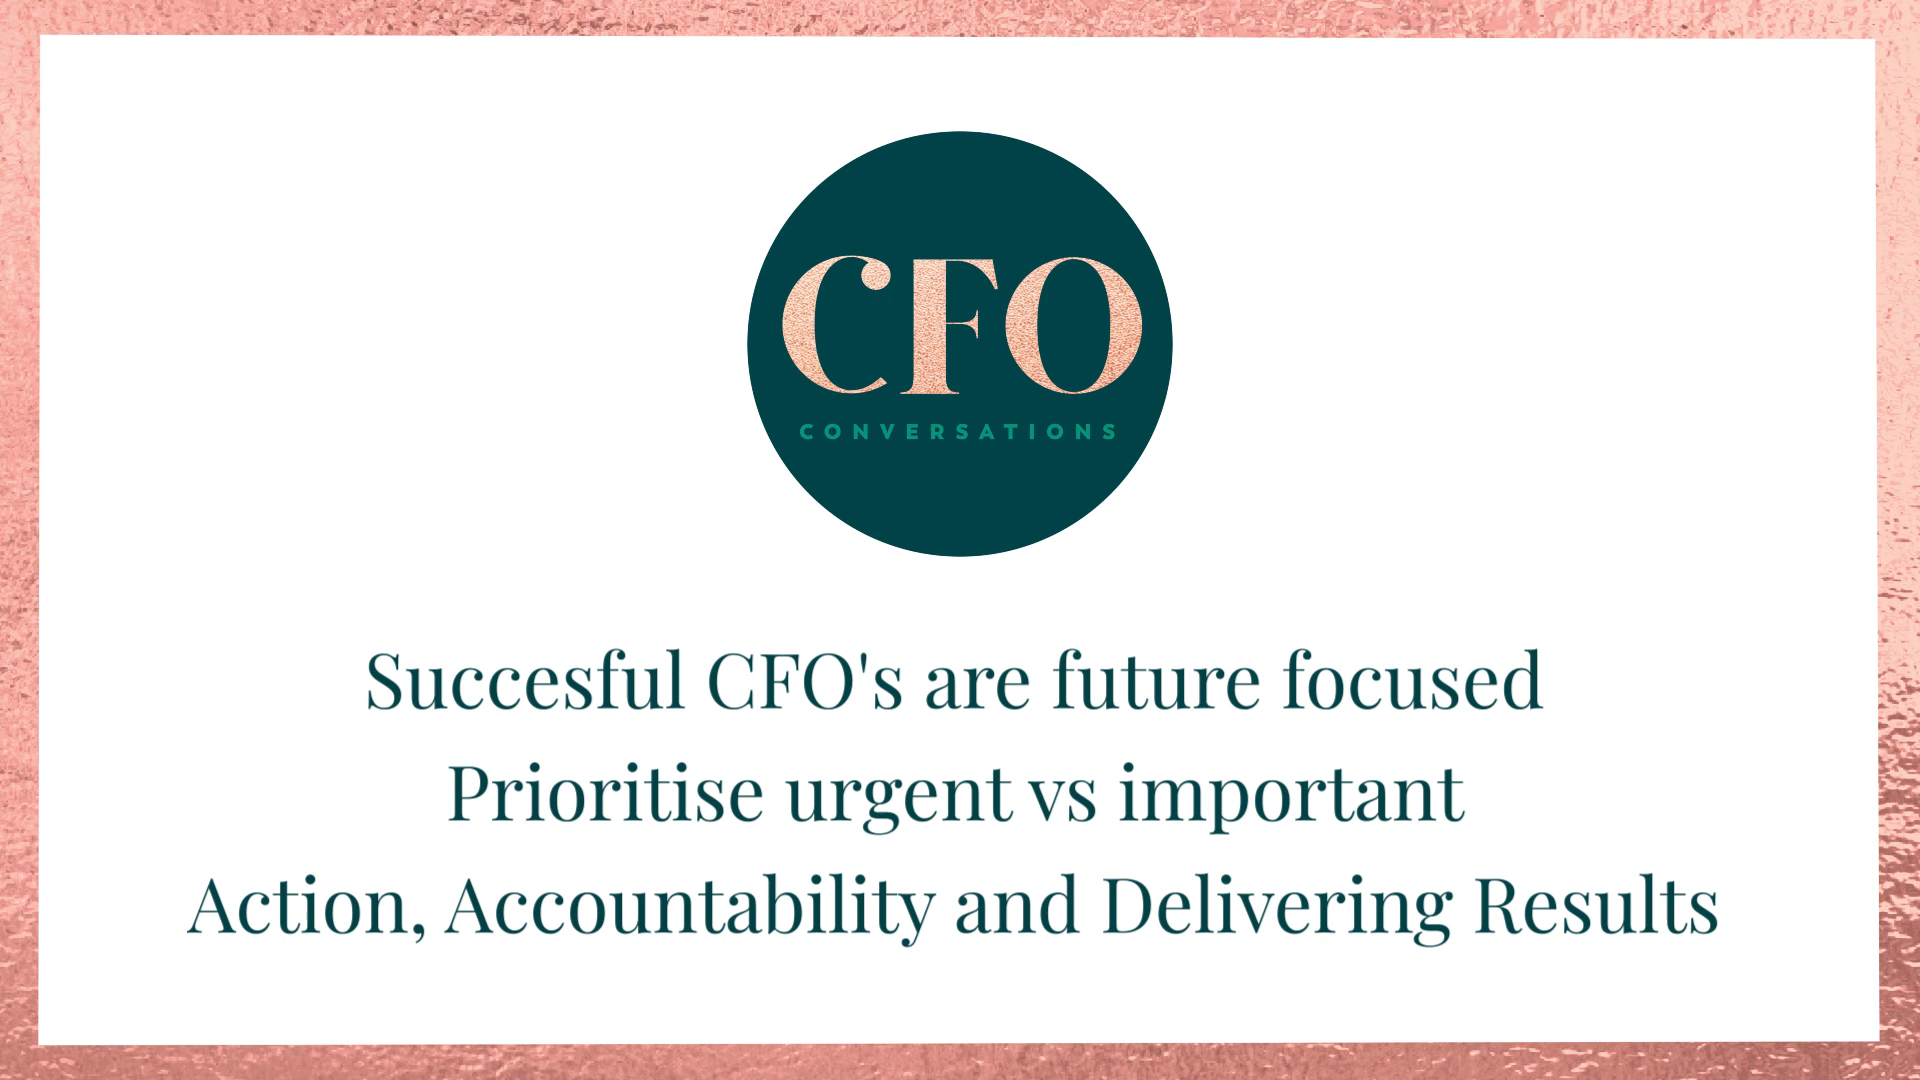 CFO
CONVERSATIONS
Succesful CFO's are future focused
Prioritise urgent vs important
Action, Accountability and Delivering Results